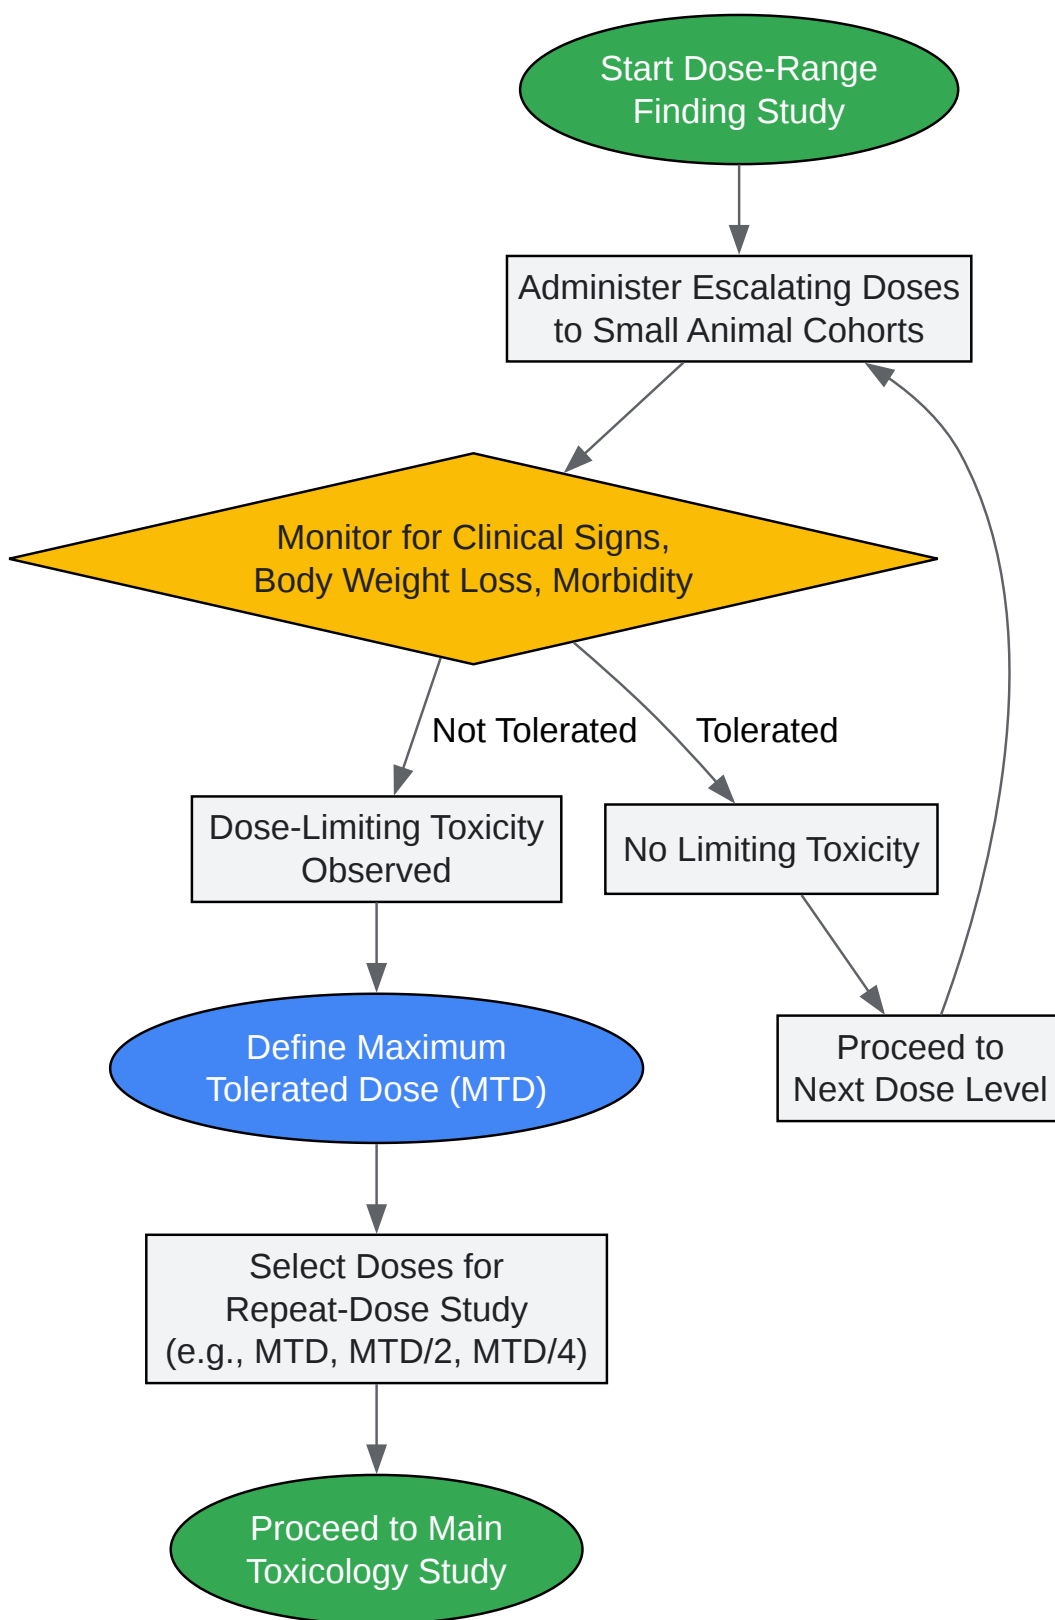 Start Dose-Range
Finding Study
Administer Escalating Doses
to Small Animal Cohorts
Monitor for Clinical Signs,
Body Weight Loss, Morbidity
Not Tolerated
Tolerated
Dose-Limiting Toxicity
Observed
No Limiting Toxicity
Define Maximum
Tolerated Dose (MTD)
Proceed to
Next Dose Level
Select Doses for
Repeat-Dose Study
(e.g., MTD, MTD/2, MTD/4)
Proceed to Main
Toxicology Study